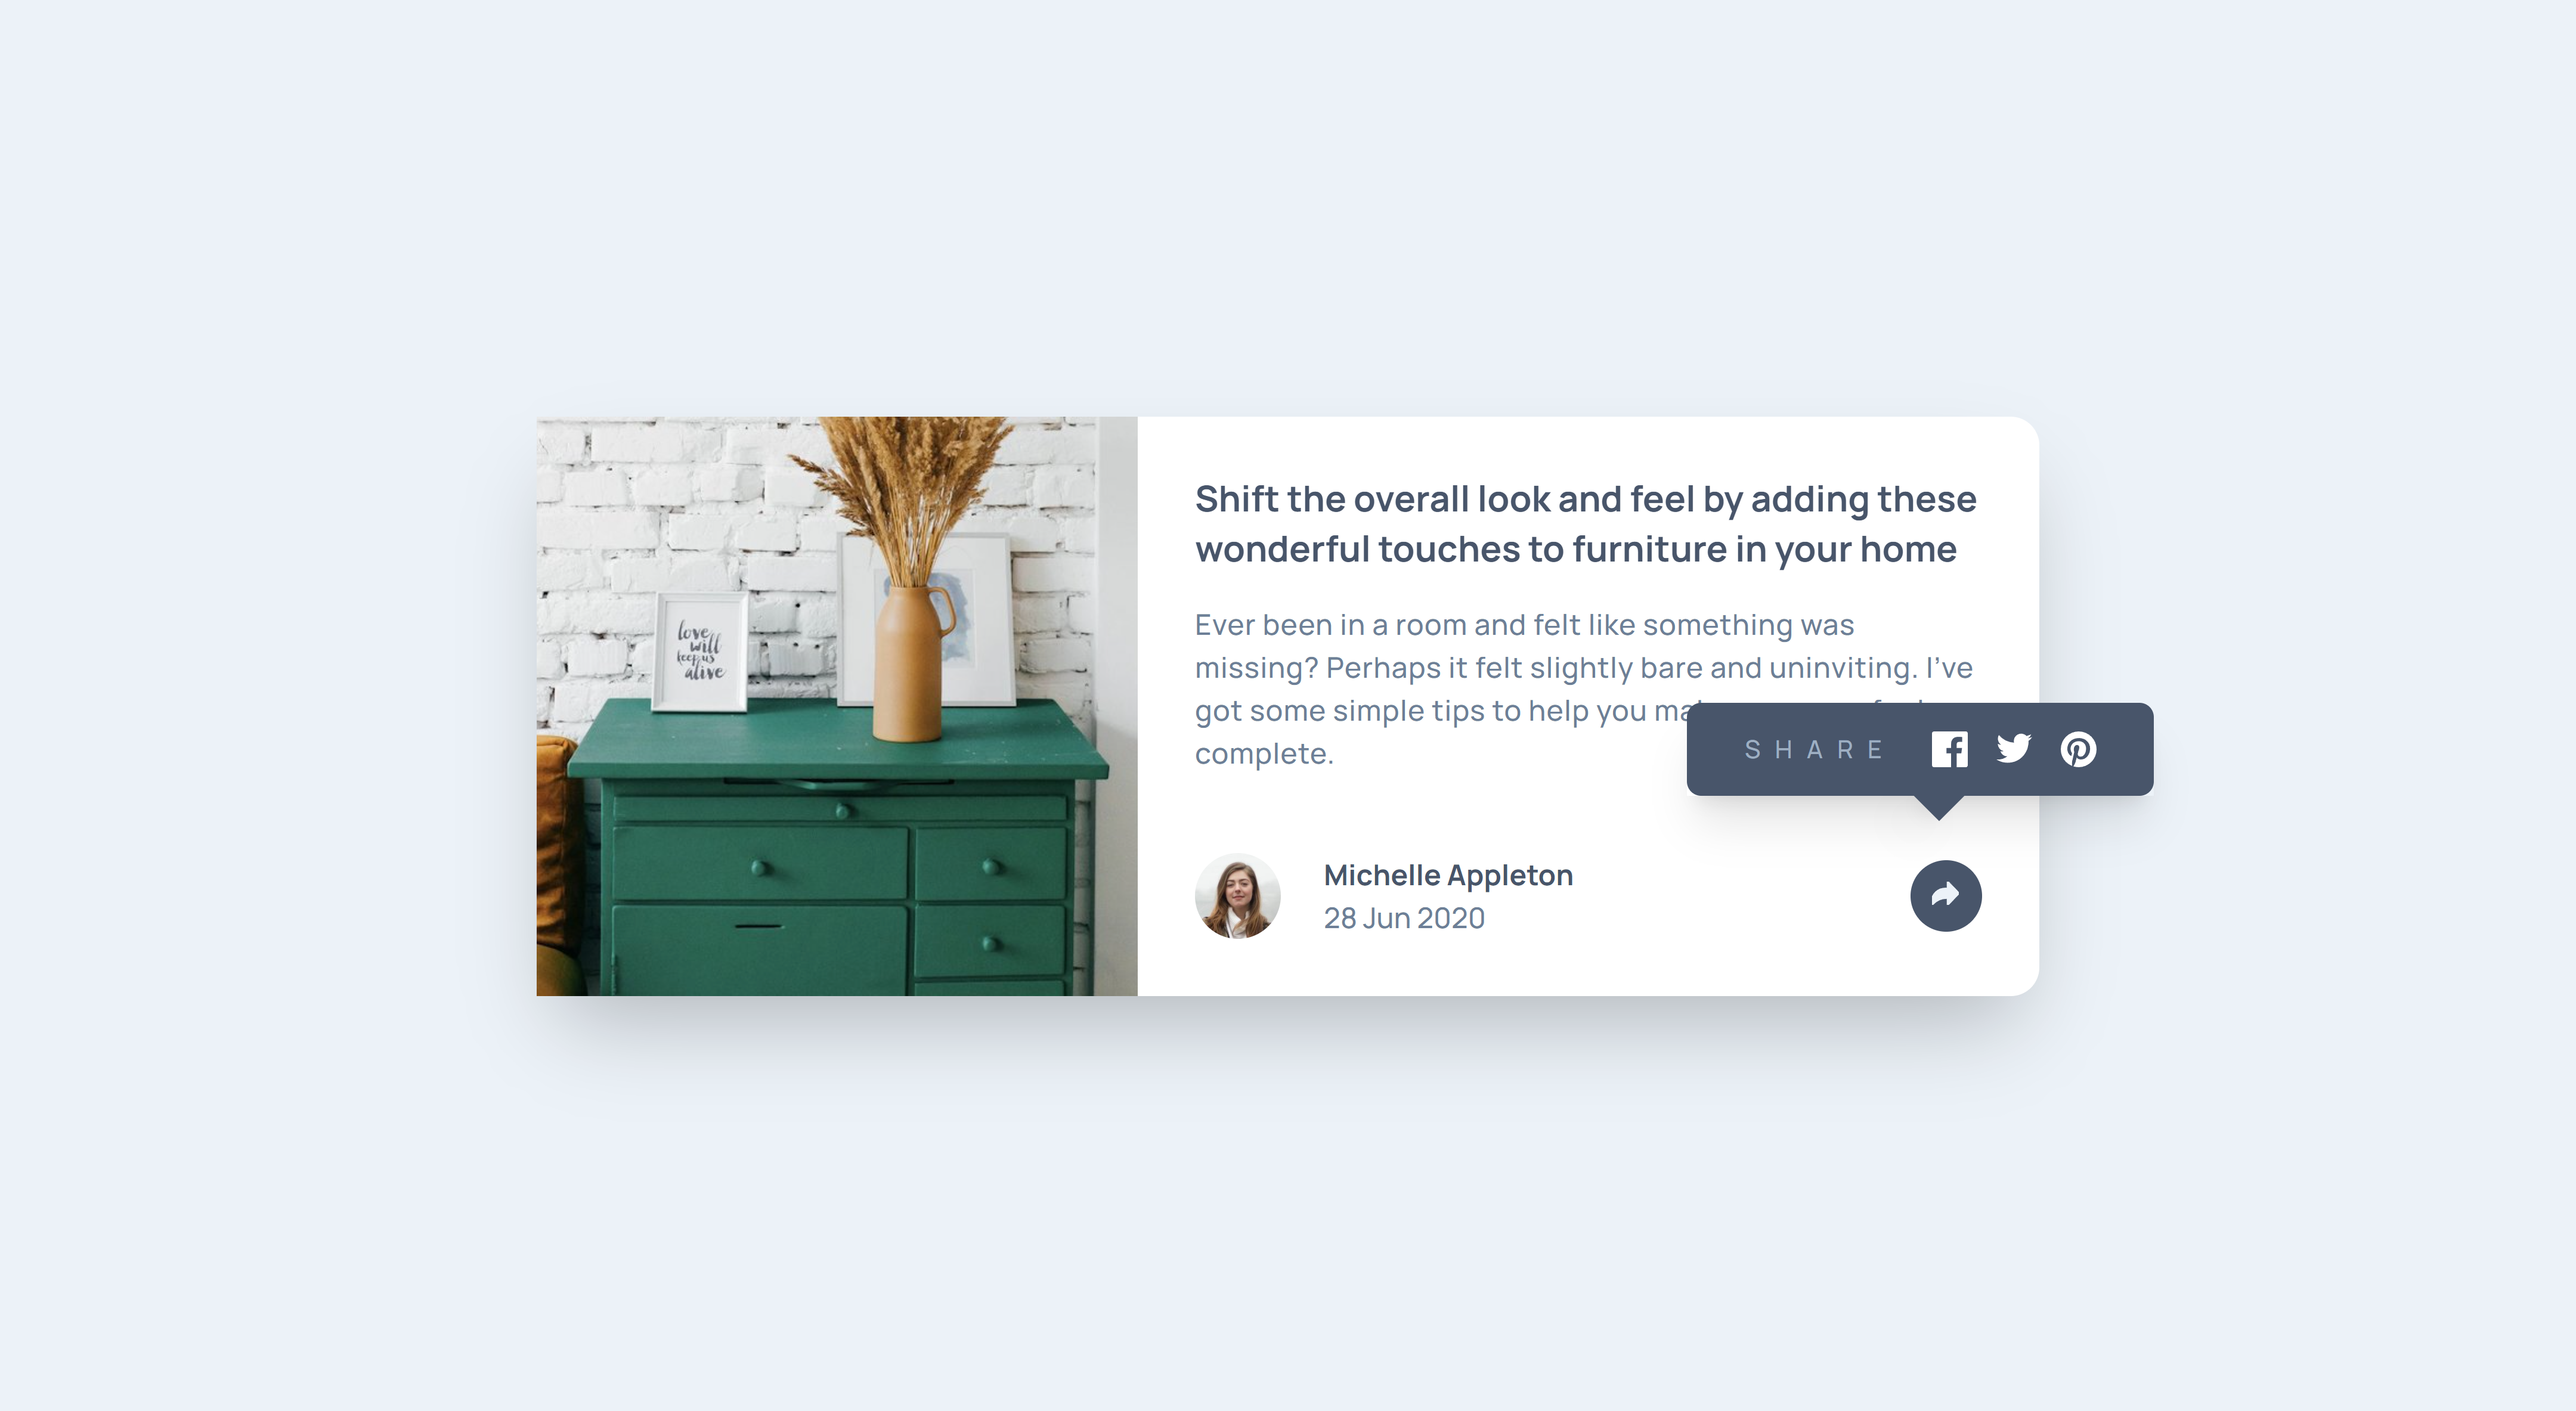 Shift the overall look and feel by adding these
wonderful touches to furniture in your home
Ever been in a room and felt like something was
missing? Perhaps it felt slightly bare and uninviting. I've
got some simple tips to help you
complete.
SHARE
Michelle Appleton
28 Jun 2020
love
will
keep us
alive